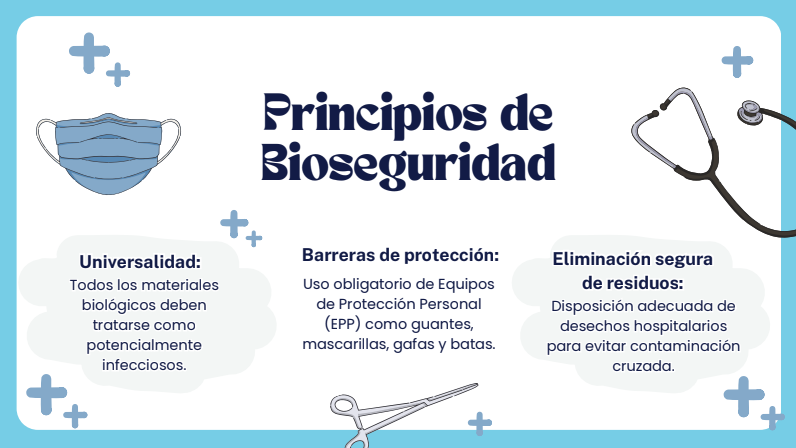 Principios de
Bioseguridad
Universalidad:
Todos los materiales
biológicos deben
tratarse como
potencialmente
infecciosos.
Barreras de protección:
Uso obligatorio de Equipos
de Protección Personal
(EPP) como guantes,
mascarillas, gafas y batas.
Eliminación segura
de residuos:
Disposición adecuada de
desechos hospitalarios
para evitar contaminación
cruzada.